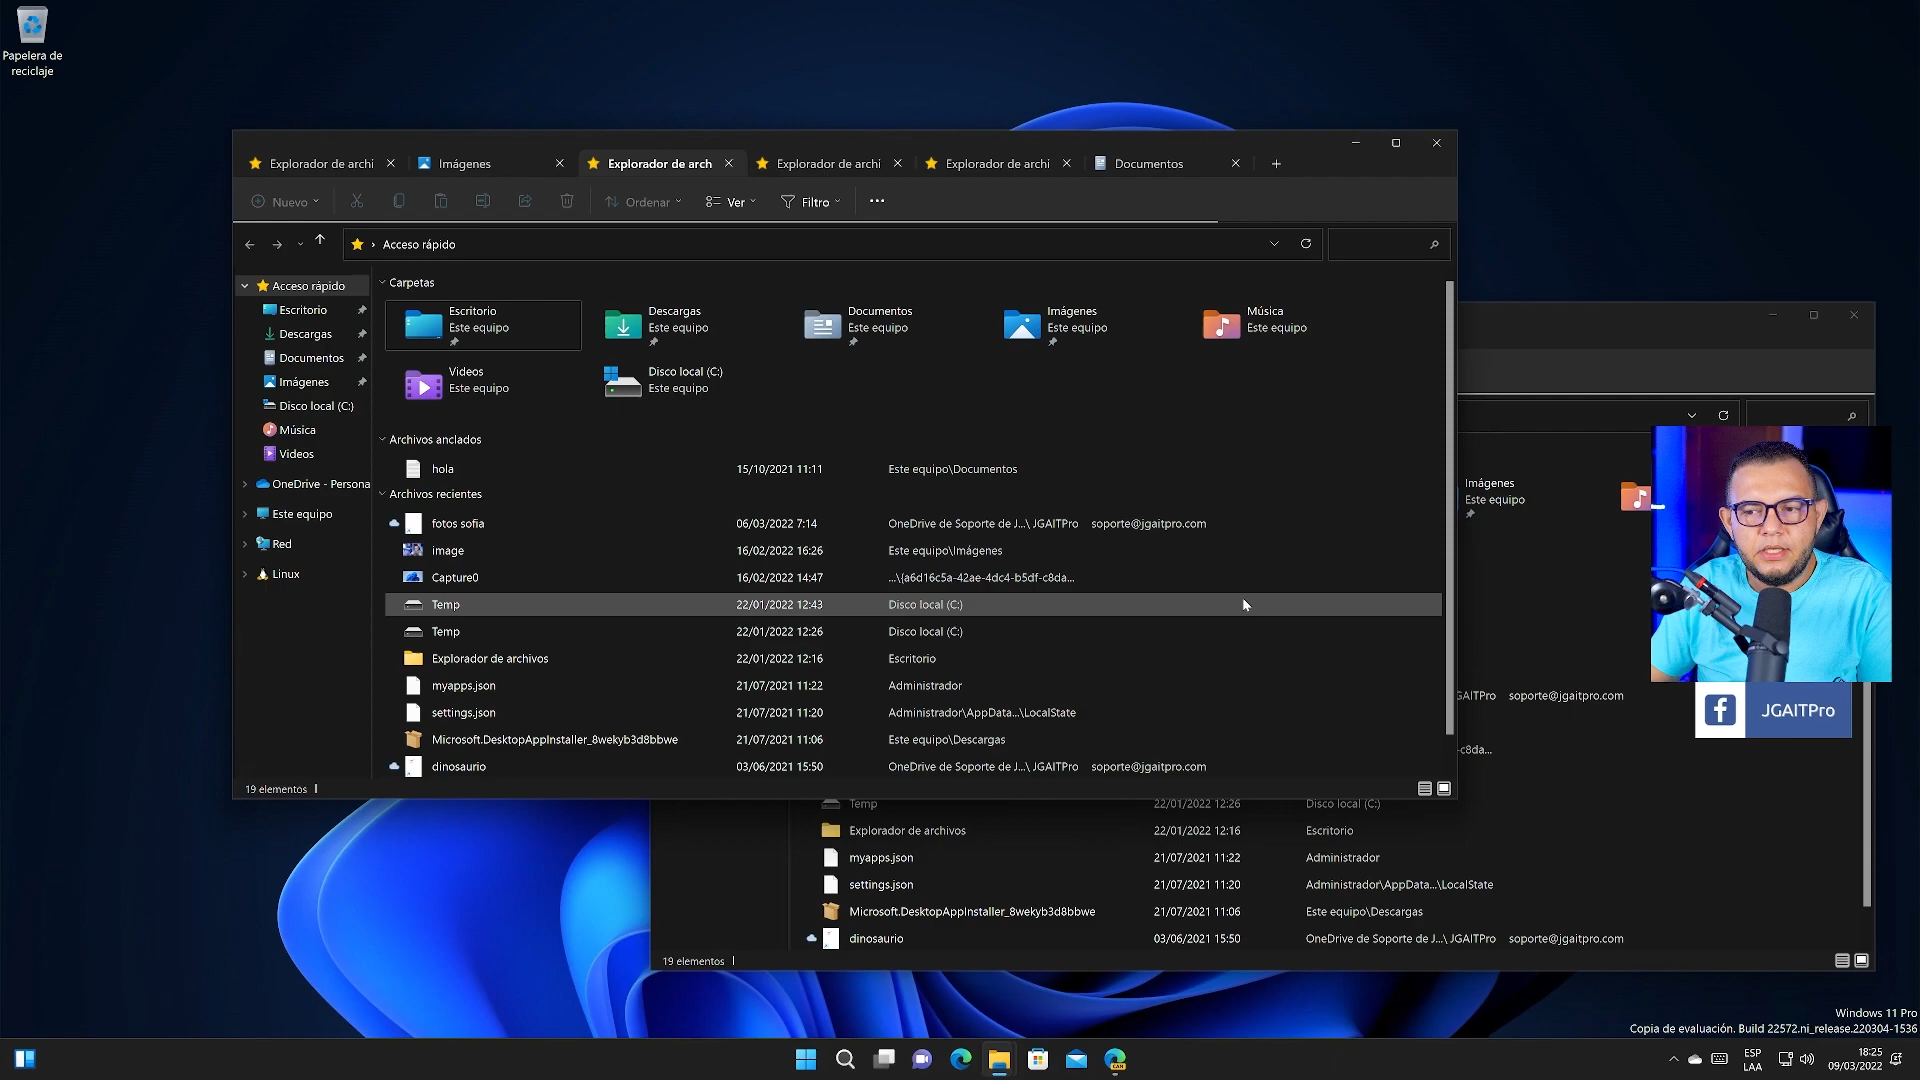 Papelera de
reciclaje
Explorador de archi
Imágenes
Explorador de arch
Explorador de archi
Explorador de archi
Documentos
Nuevo
Ordenar
Ver
Filtro
Acceso rápido
Acceso rápido
Escritorio
Descargas
Documentos
Imágenes
Disco local (C:)
Música
Videos
OneDrive - Persona
Este equipo
Red
Linux
Carpetas
Escritorio
Este equipo
Descargas
Este equipo
Documentos
Este equipo
Imágenes
Este equipo
Música
Este equipo
Videos
Este equipo
Disco local (C:)
Este equipo
Archivos anclados
hola 15/10/2021 11:11 Este equipo\Documentos
Archivos recientes
fotos sofia 06/03/2022 7:14 OneDrive de Soporte de J...\ JGAITPro soporte@jgaitpro.com
image 16/02/2022 16:26 Este equipo\Imágenes
Capture0 16/02/2022 14:47 ...\{a6d16c5a-42ae-4dc4-b5df-c8da...
Temp 22/01/2022 12:43 Disco local (C:)
Temp 22/01/2022 12:26 Disco local (C:)
Explorador de archivos 22/01/2022 12:16 Escritorio
myapps.json 21/07/2021 11:22 Administrador
settings.json 21/07/2021 11:20 Administrador\AppData...\LocalState
Microsoft.DesktopAppInstaller_8wekyb3d8bbwe 21/07/2021 11:06 Este equipo\Descargas
dinosaurio 03/06/2021 15:50 OneDrive de Soporte de J...\ JGAITPro soporte@jgaitpro.com
19 elementos
Imágenes
Este equipo
GAITPro soporte@jgaitpro.com
-c8da...
JGAITPro
Temp 22/01/2022 12:26 Disco local (C:)
Explorador de archivos 22/01/2022 12:16 Escritorio
myapps.json 21/07/2021 11:22 Administrador
settings.json 21/07/2021 11:20 Administrador\AppData...\LocalState
Microsoft.DesktopAppInstaller_8wekyb3d8bbwe 21/07/2021 11:06 Este equipo\Descargas
dinosaurio 03/06/2021 15:50 OneDrive de Soporte de J...\ JGAITPro soporte@jgaitpro.com
19 elementos
Windows 11 Pro
Copia de evaluación. Build 22572.ni_release.220304-1536
CAN
ESP
LAA
18:25
09/03/2022